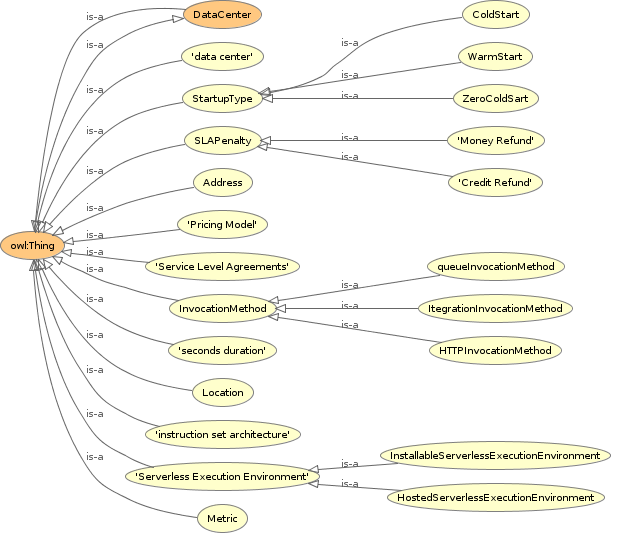 DataCenter
ColdStart
is-a
is-a
is-a
'data center'
WarmStart
is-a
is-a
StartupType
ZeroColdSart
is-a
is-a
SLAPenalty
'Money Refund'
is-a
is-a
is-a
Address
'Credit Refund'
is-a
'Pricing Model'
is-a
owl:Thing
is-a
'Service Level Agreements'
queueInvocationMethod
is-a
is-a
InvocationMethod
ItegrationInvocationMethod
is-a
is-a
is-a
'seconds duration'
HTTPInvocationMethod
is-a
Location
is-a
'instruction set architecture'
is-a
InstallableServerlessExecutionEnvironment
is-a
'Serverless Execution Environment'
is-a
HostedServerlessExecutionEnvironment
is-a
Metric